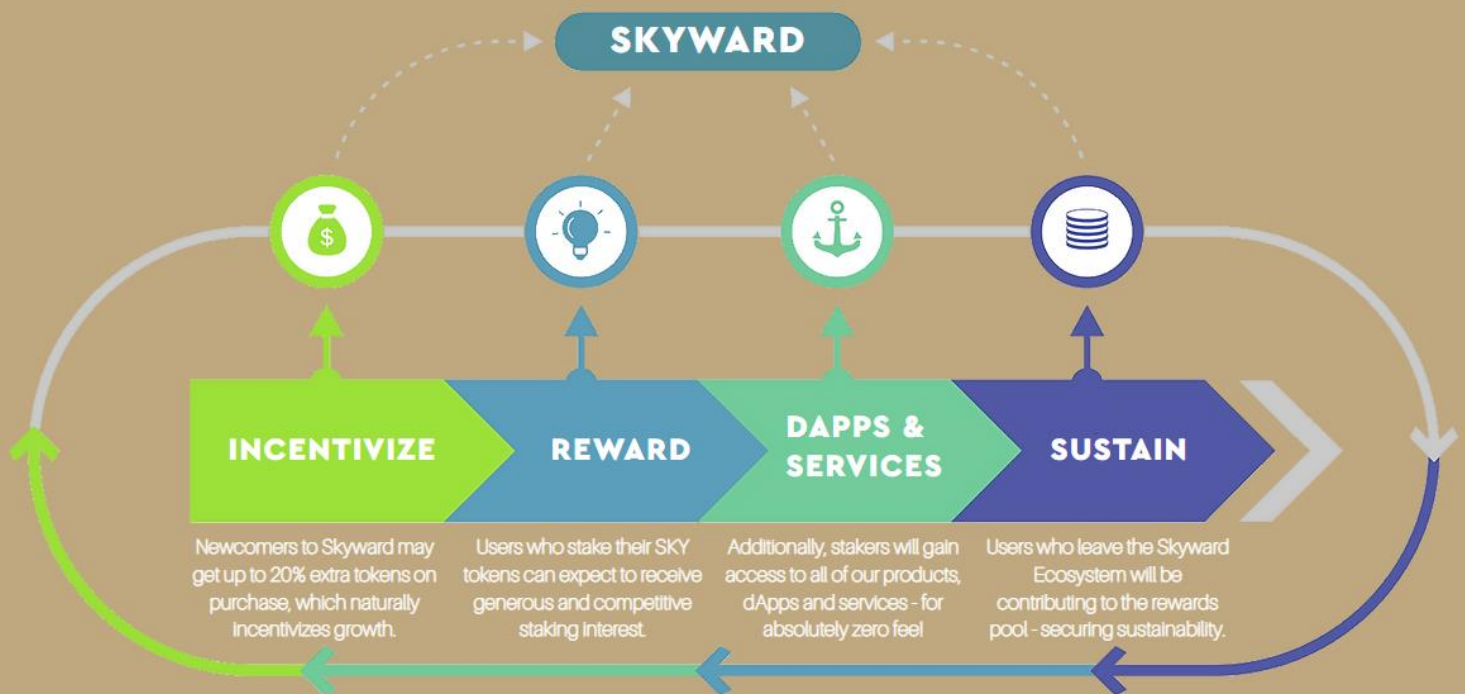 SKYWARD
$
INCENTIVIZE
REWARD
DAPPS &
SERVICES
SUSTAIN
Newcomers to Skyward may
get up to 20% extra tokens on
purchase, which naturally
incentivizes growth.
Users who stake their SKY
tokens can expect to receive
generous and competitive
staking interest.
Additionally, stakers will gain
access to all of our products,
dApps and services - for
absolutely zero fee!
Users who leave the Skyward
Ecosystem will be
contributing to the rewards
pool - securing sustainability.